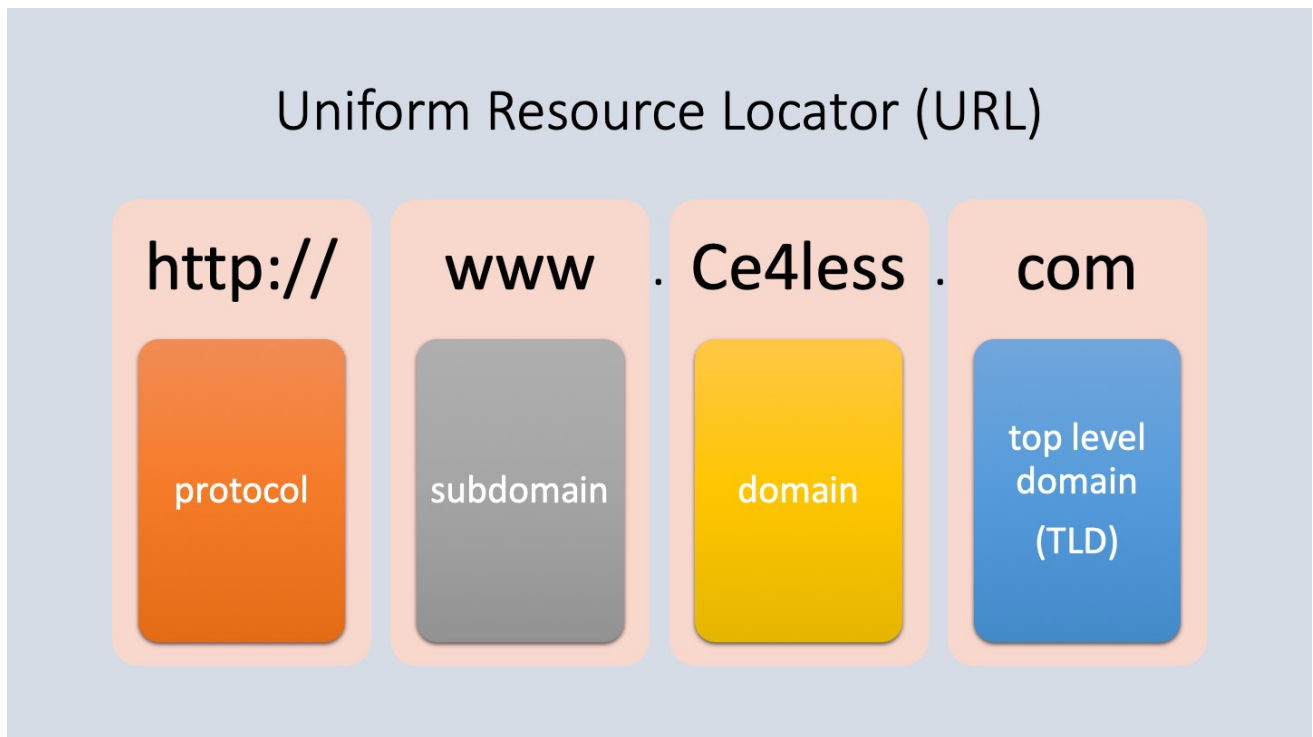 Uniform Resource Locator (URL)
http:// www . Ce4less . com
protocol
subdomain
domain
top level
domain
(TLD)